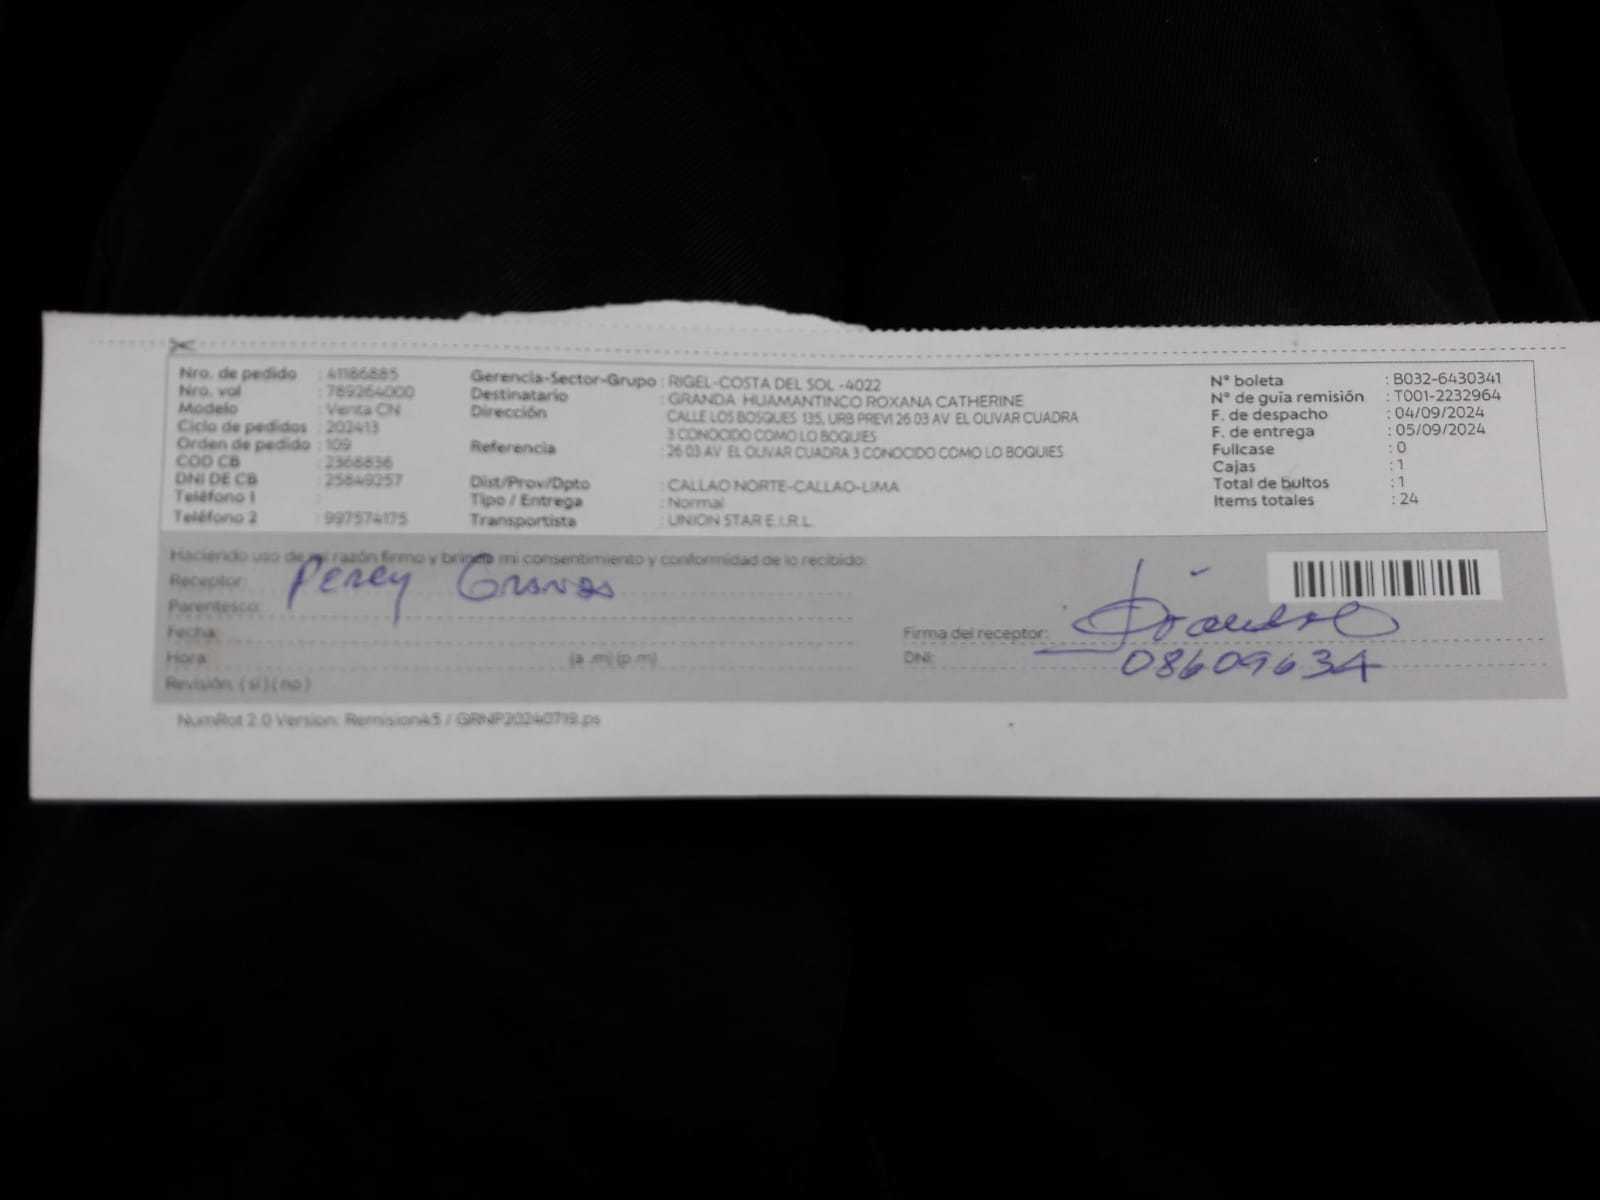 Nro. de pedido : 41186885
Nro. vol : 789264000
Modelo : Venta CN
Ciclo de pedidos : 202413
Orden de pedido : 109
COD CB : 2368836
DNI DE CB : 25849257
Teléfono 1 :
Teléfono 2 : 997574175
Gerencia-Sector-Grupo : RIGEL-COSTA DEL SOL -4022
Destinatario : GRANDA HUAMANTINCO ROXANA CATHERINE
Dirección CALLE LOS BOSQUES 135, URB PREVI 26 03 AV EL OLIVAR CUADRA
3 CONOCIDO COMO LO BOQUIES
Referencia : 26 03 AV EL OLIVAR CUADRA 3 CONOCIDO COMO LO BOQUIES
Dist/Prov/Dpto : CALLAO NORTE-CALLAO-LIMA
Tipo / Entrega : Normal
Transportista : UNION STAR E.I.R.L.
N° boleta : B032-6430341
N° de guía remisión : T001-2232964
F. de despacho : 04/09/2024
F. de entrega : 05/09/2024
Fullcase : 0
Cajas : 1
Total de bultos : 1
Items totales : 24
Haciendo uso de mi razón firmo y brindo mi consentimiento y conformidad de lo recibido:
Receptor: Percy Granda
Parentesco:
Fecha:
Hora: (a .m) (p.m)
Revisión: ( si ) ( no )
Firma del receptor:
DNI: 08609634
NumRot 2.0 Version: RemisionA5 / GRNP20240719.ps